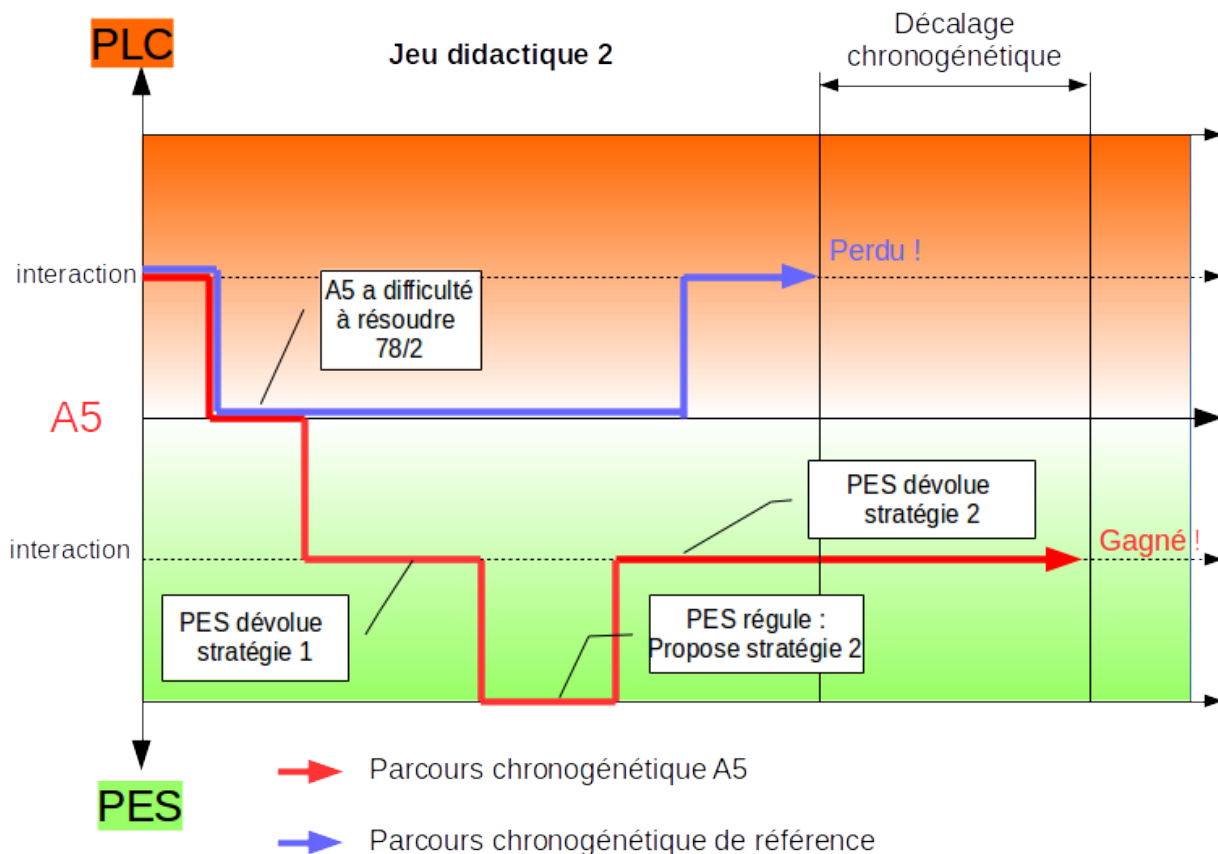 PLC
Jeu didactique 2
Décalage
chronogénétique
interaction
Perdu !
A5 a difficulté
à résoudre
78/2
A5
PES dévolue
stratégie 2
interaction
Gagné !
PES dévolue
stratégie 1
PES régule :
Propose stratégie 2
PES
Parcours chronogénétique A5
Parcours chronogénétique de référence